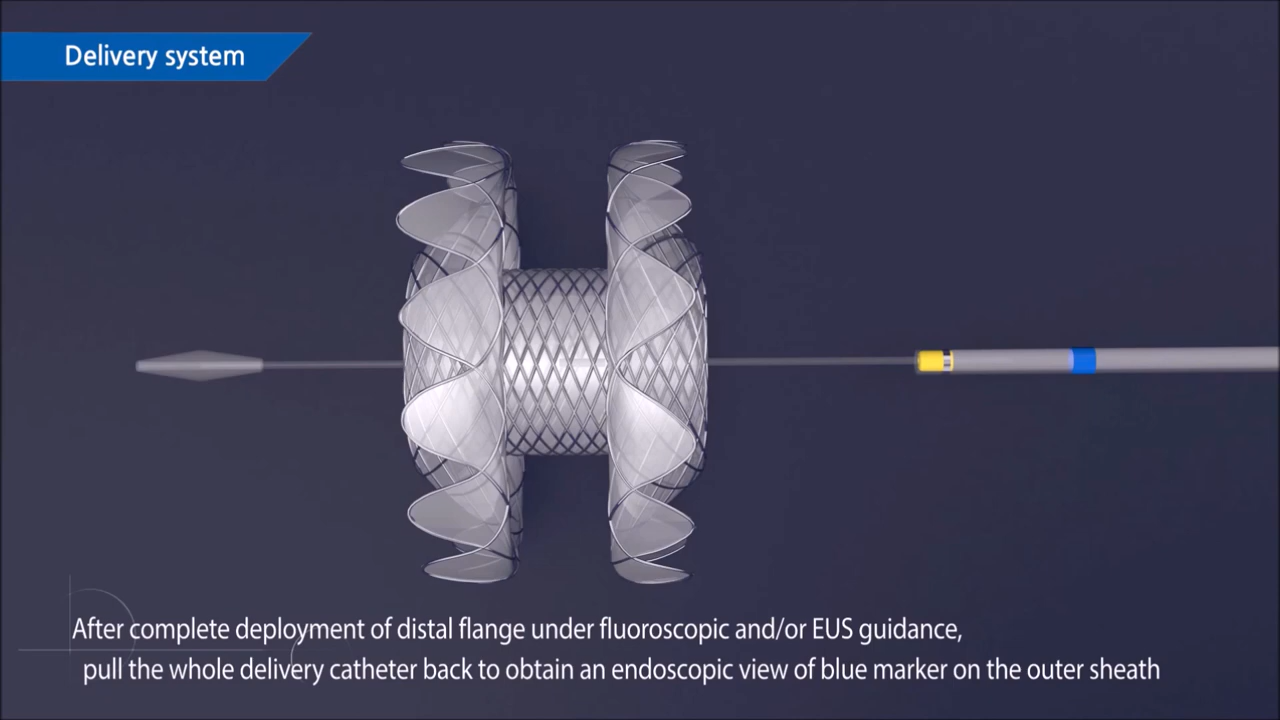 Delivery system
After complete deployment of distal flange under fluoroscopic and/or EUS guidance,
pull the whole delivery catheter back to obtain an endoscopic view of blue marker on the outer sheath